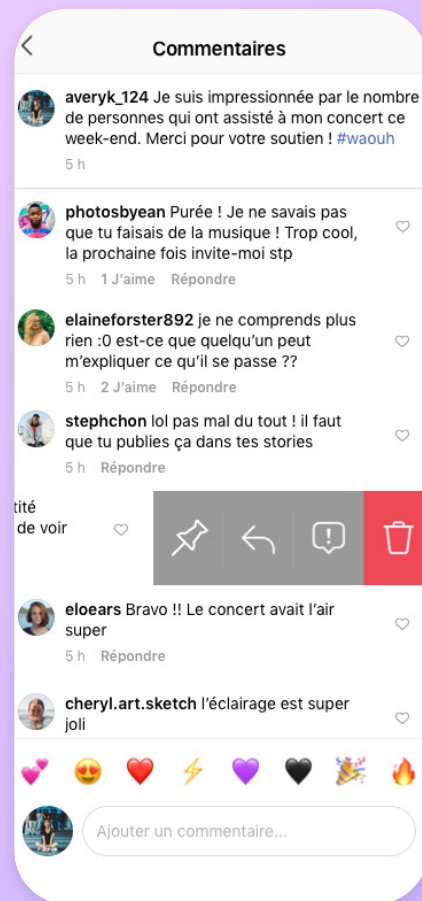 Commentaires
averyk_124 Je suis impressionnée par le nombre
de personnes qui ont assisté à mon concert ce
week-end. Merci pour votre soutien ! #waouh
5 h
photosbyean Purée ! Je ne savais pas
que tu faisais de la musique ! Trop cool,
la prochaine fois invite-moi stp
5 h 1 J'aime Répondre
elaineforster892 je ne comprends plus
rien :0 est-ce que quelqu'un peut
m'expliquer ce qu'il se passe ??
5 h 2 J'aime Répondre
stephchon lol pas mal du tout ! il faut
que tu publies ça dans tes stories
5 h Répondre
tité
de voir
eloears Bravo !! Le concert avait l'air
super
5 h Répondre
cheryl.art.sketch l'éclairage est super
joli
Ajouter un commentaire...